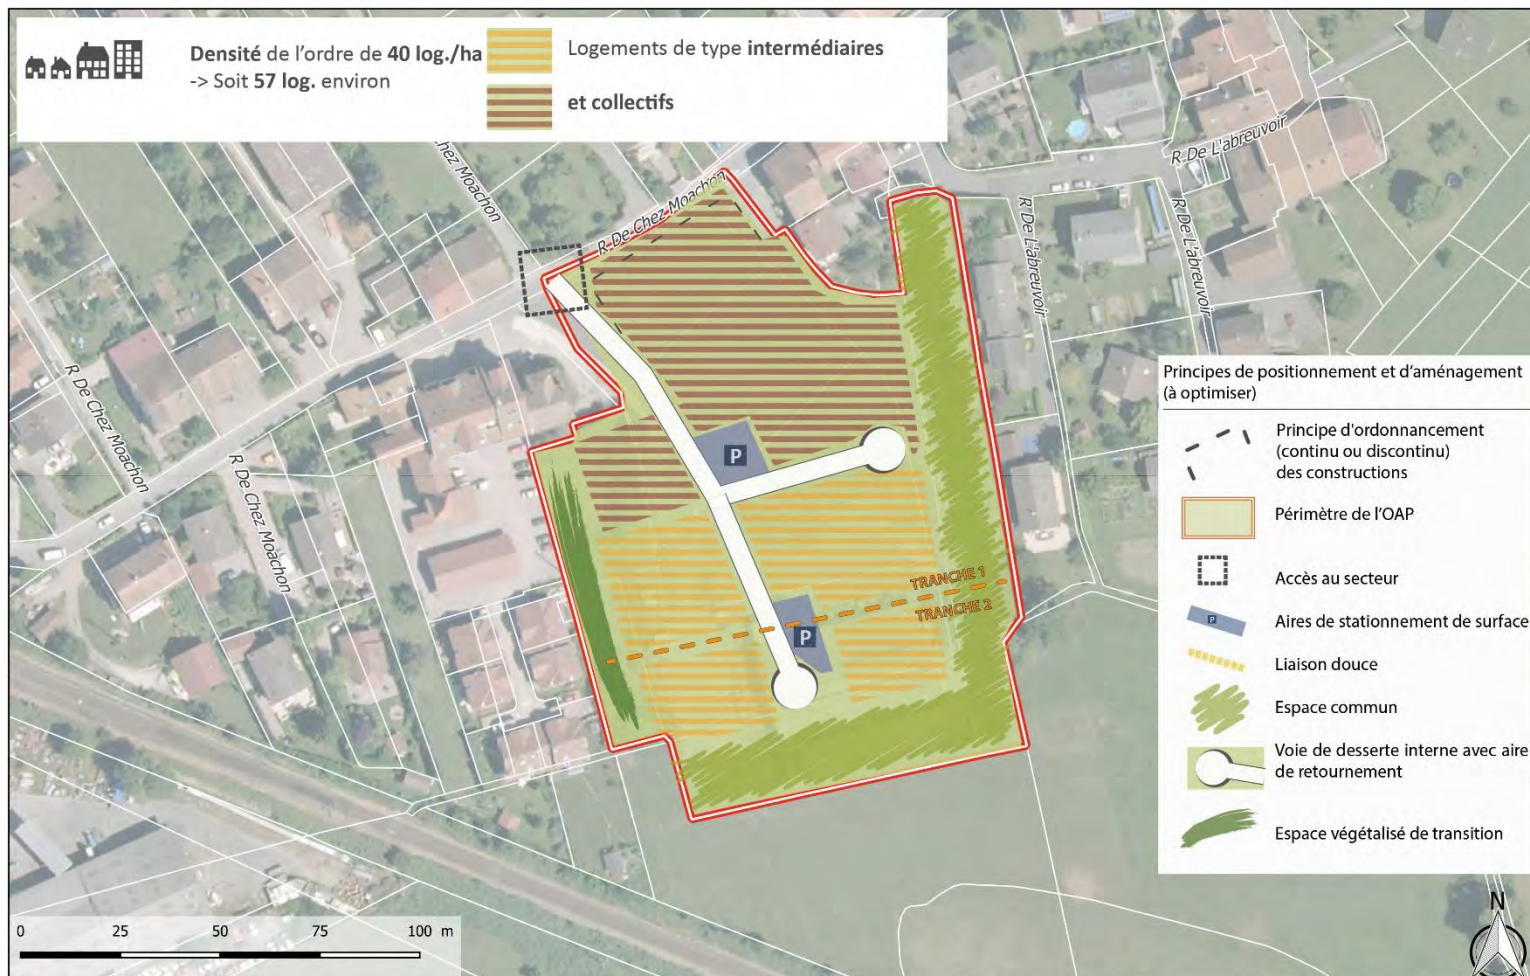 Densité de l'ordre de 40 log./ha
-> Soit 57 log. environ
Logements de type intermédiaires
et collectifs
R De Chez Moachon
Chez Moachon
R De L'abreuvoir
R De L'abreuvoir
R De L'abreuvoir
R De Chez Moachon
R De Chez Moachon
P
P
TRANCHE 1
TRANCHE 2
Principes de positionnement et d'aménagement
(à optimiser)
Principe d'ordonnancement
(continu ou discontinu)
des constructions
Périmètre de l'OAP
Accès au secteur
P
Aires de stationnement de surface
Liaison douce
Espace commun
Voie de desserte interne avec aire
de retournement
Espace végétalisé de transition
0 25 50 75 100 m
N